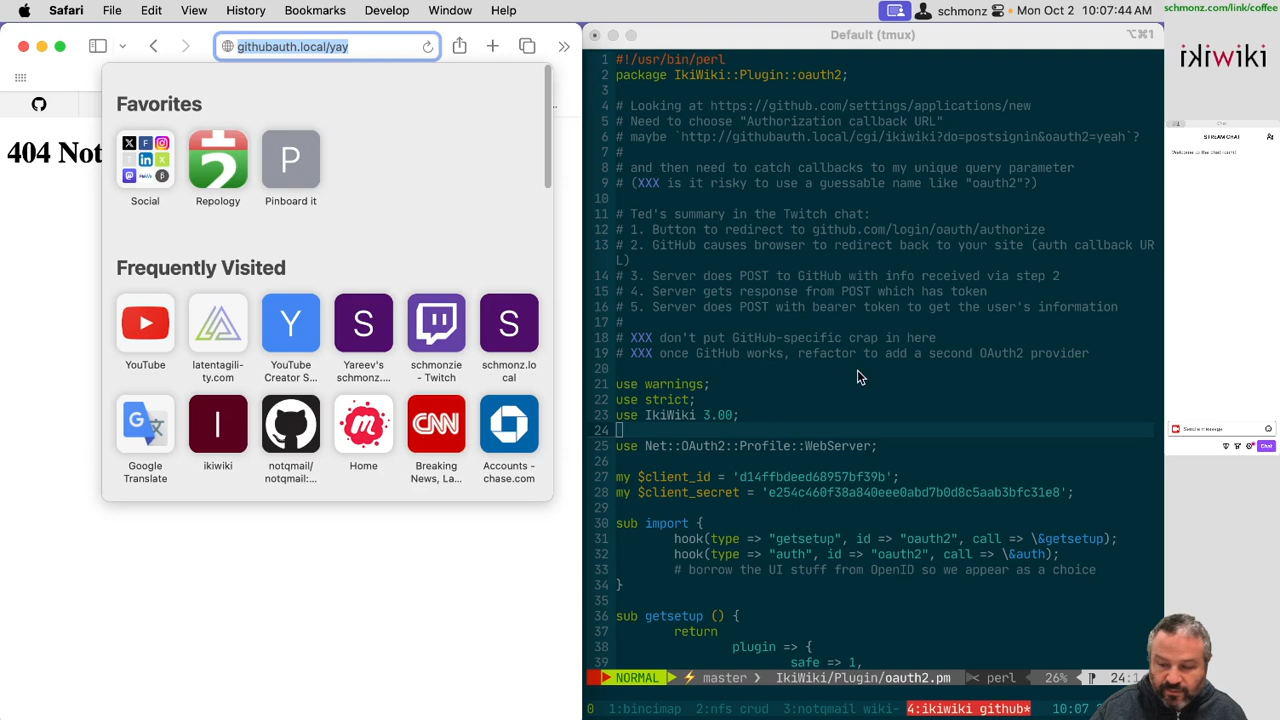 Safari File Edit View History Bookmarks Develop Window Help
schmonz Mon Oct 2 10:07:44 AM
schmonz.com/link/coffee
githubauth.local/yay
404 Not
Favorites
Social
Repology
Pinboard it
Frequently Visited
YouTube
latentagili-
ty.com
YouTube
Creator S...
Yareev's
schmonz....
schmonzie
- Twitch
schmonz.lo
cal
Google
Translate
ikiwiki
notqmail/
notqmail:...
Home
Breaking
News, La...
Accounts -
chase.com
Default (tmux)
⌥⌘1
1 #!/usr/bin/perl
2 package IkiWiki::Plugin::oauth2;
3
4 # Looking at https://github.com/settings/applications/new
5 # Need to choose "Authorization callback URL"
6 # maybe `http://githubauth.local/cgi/ikiwiki?do=postsignin&oauth2=yeah`?
7 #
8 # and then need to catch callbacks to my unique query parameter
9 # (XXX is it risky to use a guessable name like "oauth2"?)
10
11 # Ted's summary in the Twitch chat:
12 # 1. Button to redirect to github.com/login/oauth/authorize
13 # 2. GitHub causes browser to redirect back to your site (auth callback UR
L)
14 # 3. Server does POST to GitHub with info received via step 2
15 # 4. Server gets response from POST which has token
16 # 5. Server does POST with bearer token to get the user's information
17 #
18 # XXX don't put GitHub-specific crap in here
19 # XXX once GitHub works, refactor to add a second OAuth2 provider
20
21 use warnings;
22 use strict;
23 use IkiWiki 3.00;
24
25 use Net::OAuth2::Profile::WebServer;
26
27 my $client_id = 'd14ffbdeed68957bf39b';
28 my $client_secret = 'e254c460f38a840eee0abd7b0d8c5aab3bfc31e8';
29
30 sub import {
31 hook(type => "getsetup", id => "oauth2", call => \&getsetup);
32 hook(type => "auth", id => "oauth2", call => \&auth);
33 # borrow the UI stuff from OpenID so we appear as a choice
34 }
35
36 sub getsetup () {
37 return
38 plugin => {
39 safe => 1,
NORMAL master IkiWiki/Plugin/oauth2.pm perl 26% 24:1
0 1:bincimap 2:nfs crud 3:notqmail wiki- 4:ikiwiki github* 10:07
ikiwiki
Chat
STREAM CHAT
Welcome to the chat room!
Send a message
Chat